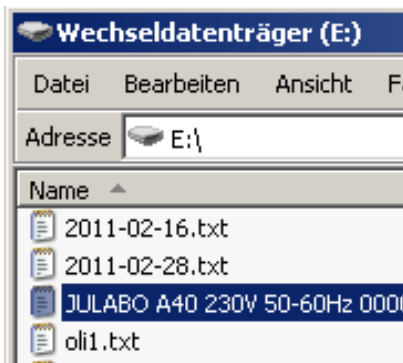 Wechseldatenträger (E:)
Datei Bearbeiten Ansicht F
Adresse E:\
Name
2011-02-16.txt
2011-02-28.txt
JULABO A40 230V 50-60Hz 0000
oli1.txt